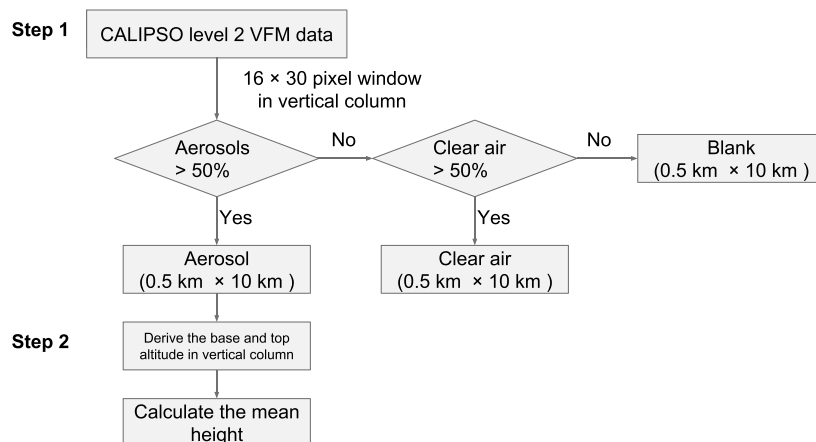 Step 1
CALIPSO level 2 VFM data
16 × 30 pixel window
in vertical column
Aerosols
> 50%
No
Clear air
> 50%
No
Blank
(0.5 km × 10 km )
Yes
Yes
Aerosol
(0.5 km × 10 km )
Clear air
(0.5 km × 10 km )
Step 2
Derive the base and top
altitude in vertical column
Calculate the mean
height